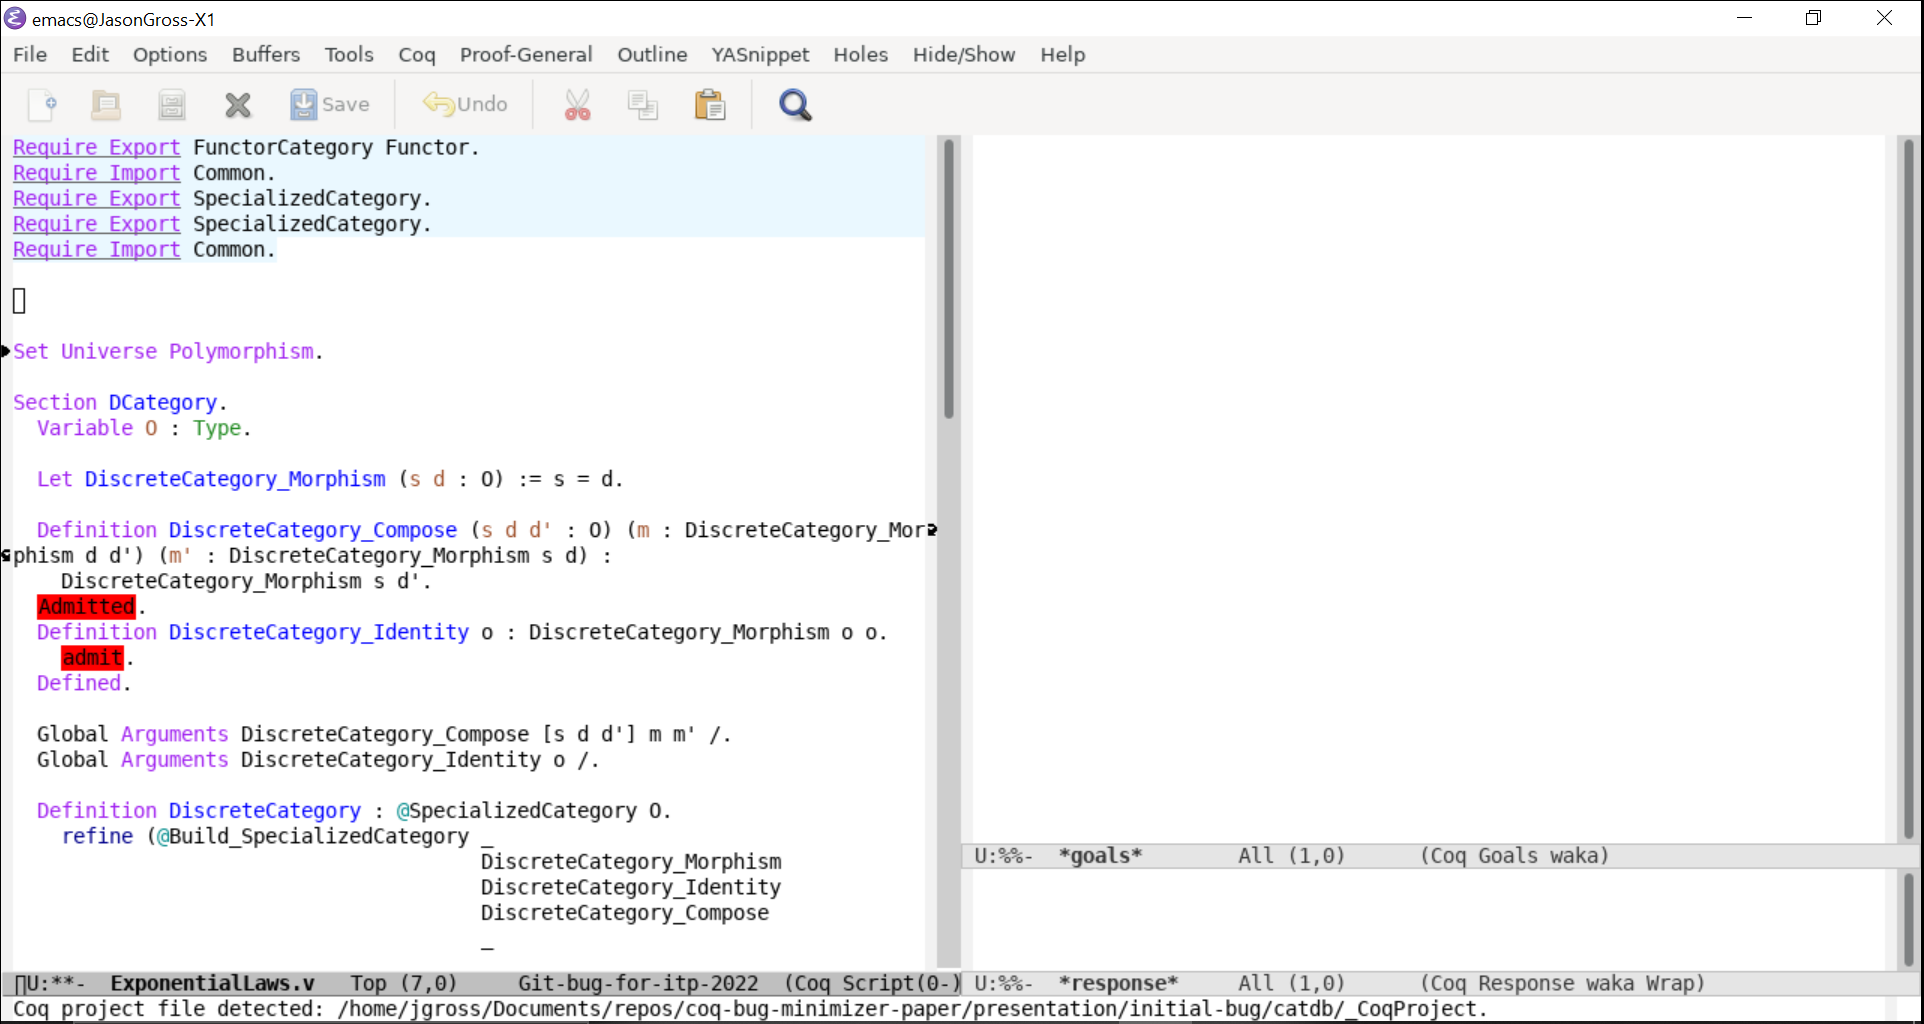 emacs@JasonGross-X1
File Edit Options Buffers Tools Coq Proof-General Outline YASnippet Holes Hide/Show Help
Save Undo
Require Export FunctorCategory Functor.
Require Import Common.
Require Export SpecializedCategory.
Require Export SpecializedCategory.
Require Import Common.
Set Universe Polymorphism.
Section DCategory.
Variable O : Type.
Let DiscreteCategory_Morphism (s d : O) := s = d.
Definition DiscreteCategory_Compose (s d d' : O) (m : DiscreteCategory_Mor
phism d d') (m' : DiscreteCategory_Morphism s d) :
DiscreteCategory_Morphism s d'.
Admitted.
Definition DiscreteCategory_Identity o : DiscreteCategory_Morphism o o.
admit.
Defined.
Global Arguments DiscreteCategory_Compose [s d d'] m m' /.
Global Arguments DiscreteCategory_Identity o /.
Definition DiscreteCategory : @SpecializedCategory O.
refine (@Build_SpecializedCategory _
DiscreteCategory_Morphism
DiscreteCategory_Identity
DiscreteCategory_Compose
_
U:**- ExponentialLaws.v Top (7,0) Git-bug-for-itp-2022 (Coq Script(0-)
U:%%- *goals* All (1,0) (Coq Goals waka)
U:%%- *response* All (1,0) (Coq Response waka Wrap)
Coq project file detected: /home/jgross/Documents/repos/coq-bug-minimizer-paper/presentation/initial-bug/catdb/_CoqProject.